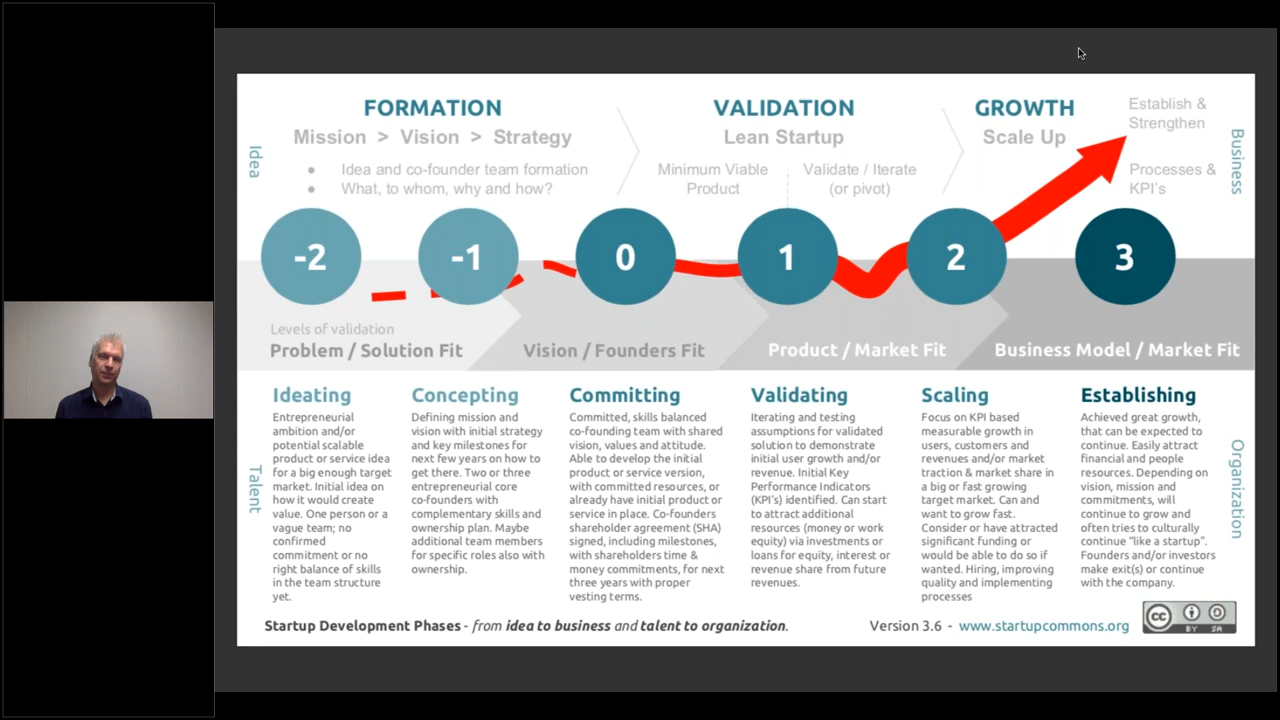 FORMATION
Mission > Vision > Strategy
● Idea and co-founder team formation
● What, to whom, why and how?
VALIDATION
Lean Startup
Minimum Viable
Product
Validate / Iterate
(or pivot)
GROWTH
Scale Up
Establish &
Strengthen
Processes &
KPI's
Idea
Business
-2
-1
0
1
2
3
Levels of validation
Problem / Solution Fit
Vision / Founders Fit
Product / Market Fit
Business Model / Market Fit
Talent
Organization
Ideating
Entrepreneurial
ambition and/or
potential scalable
product or service idea
for a big enough target
market. Initial idea on
how it would create
value. One person or a
vague team; no
confirmed
commitment or no
right balance of skills
in the team structure
yet.
Concepting
Defining mission and
vision with initial strategy
and key milestones for
next few years on how to
get there. Two or three
entrepreneurial core
co-founders with
complementary skills and
ownership plan. Maybe
additional team members
for specific roles also with
ownership.
Committing
Committed, skills balanced
co-founding team with shared
vision, values and attitude.
Able to develop the initial
product or service version,
with committed resources, or
already have initial product or
service in place. Co-founders
shareholder agreement (SHA)
signed, including milestones,
with shareholders time &
money commitments, for next
three years with proper
vesting terms.
Validating
Iterating and testing
assumptions for validated
solution to demonstrate
initial user growth and/or
revenue. Initial Key
Performance Indicators
(KPI's) identified. Can start
to attract additional
resources (money or work
equity) via investments or
loans for equity, interest or
revenue share from future
revenues.
Scaling
Focus on KPI based
measurable growth in
users, customers and
revenues and/or market
traction & market share in
a big or fast growing
target market. Can and
want to grow fast.
Consider or have attracted
significant funding or
would be able to do so if
wanted. Hiring, improving
quality and implementing
processes
Establishing
Achieved great growth,
that can be expected to
continue. Easily attract
financial and people
resources. Depending on
vision, mission and
commitments, will
continue to grow and
often tries to culturally
continue "like a startup".
Founders and/or investors
make exit(s) or continue
with the company.
Startup Development Phases - from idea to business and talent to organization.
Version 3.6 - www.startupcommons.org
cc BY SA